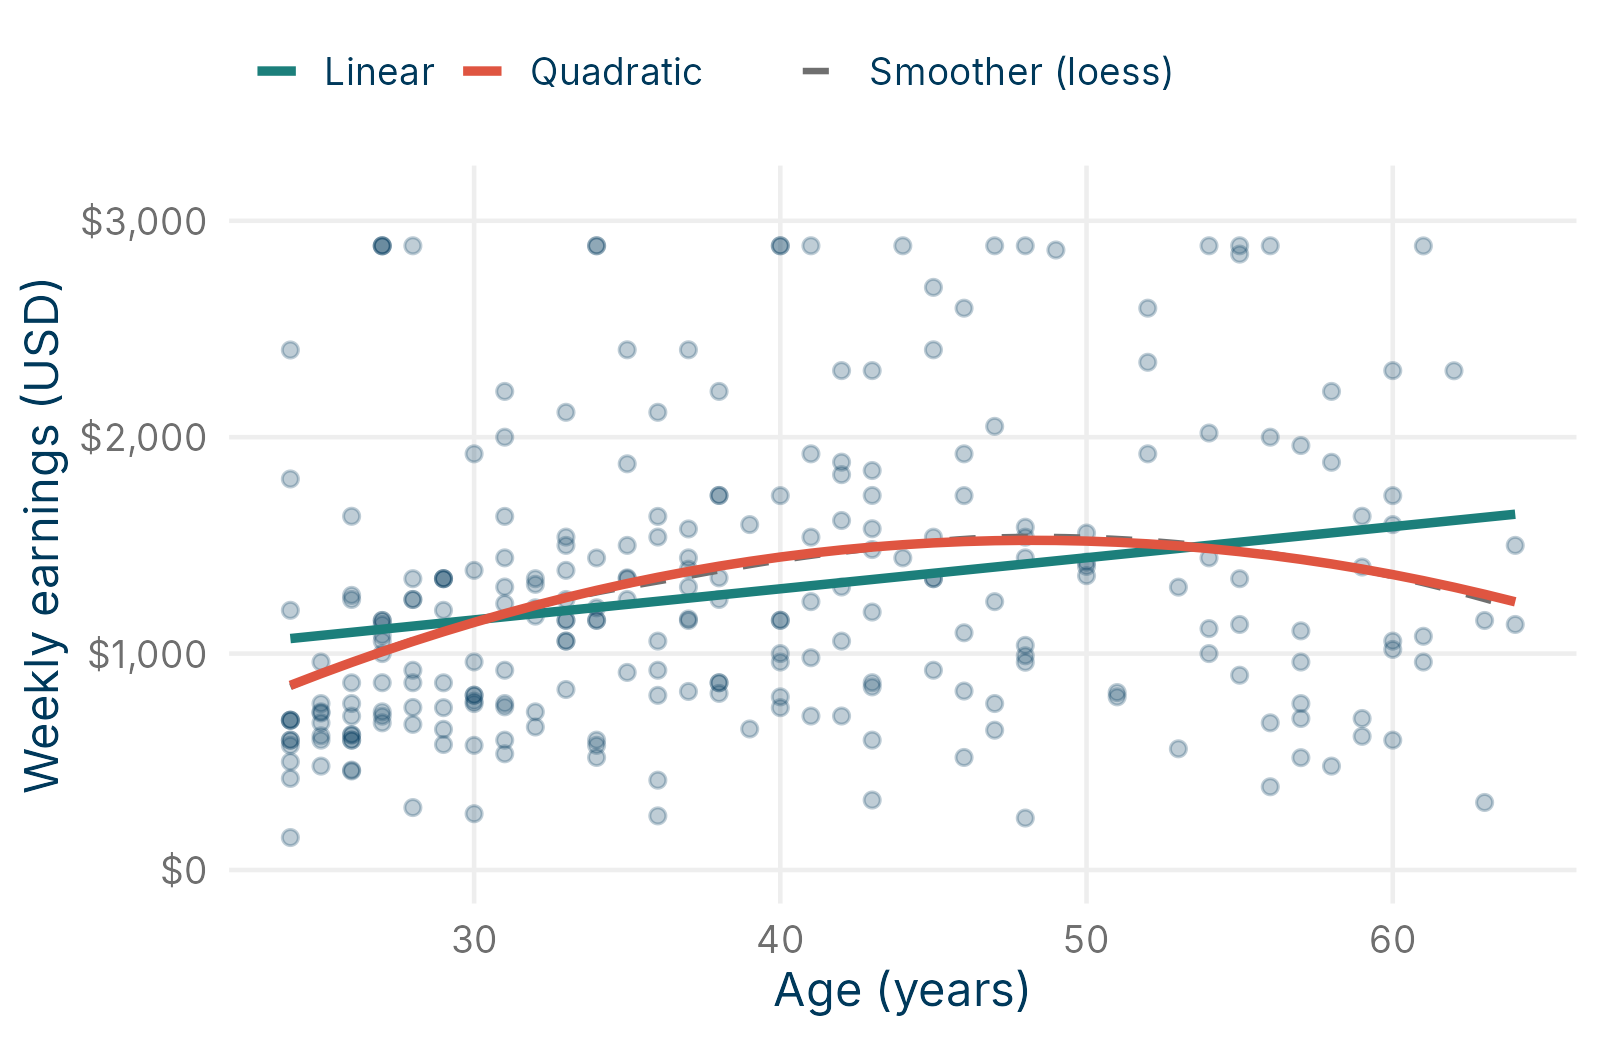 Linear Quadratic Smoother (loess)
$3,000
$2,000
$1,000
$0
Weekly earnings (USD)
30 40 50 60
Age (years)